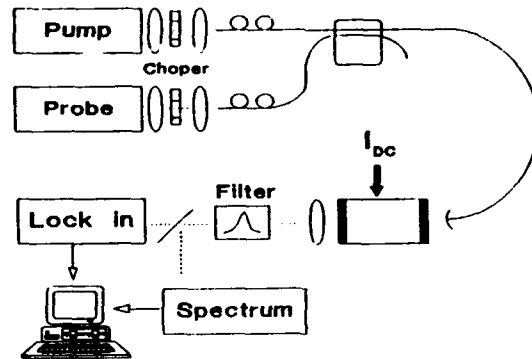 Pump
Choper
Probe
I DC
Filter
Lock in
Spectrum